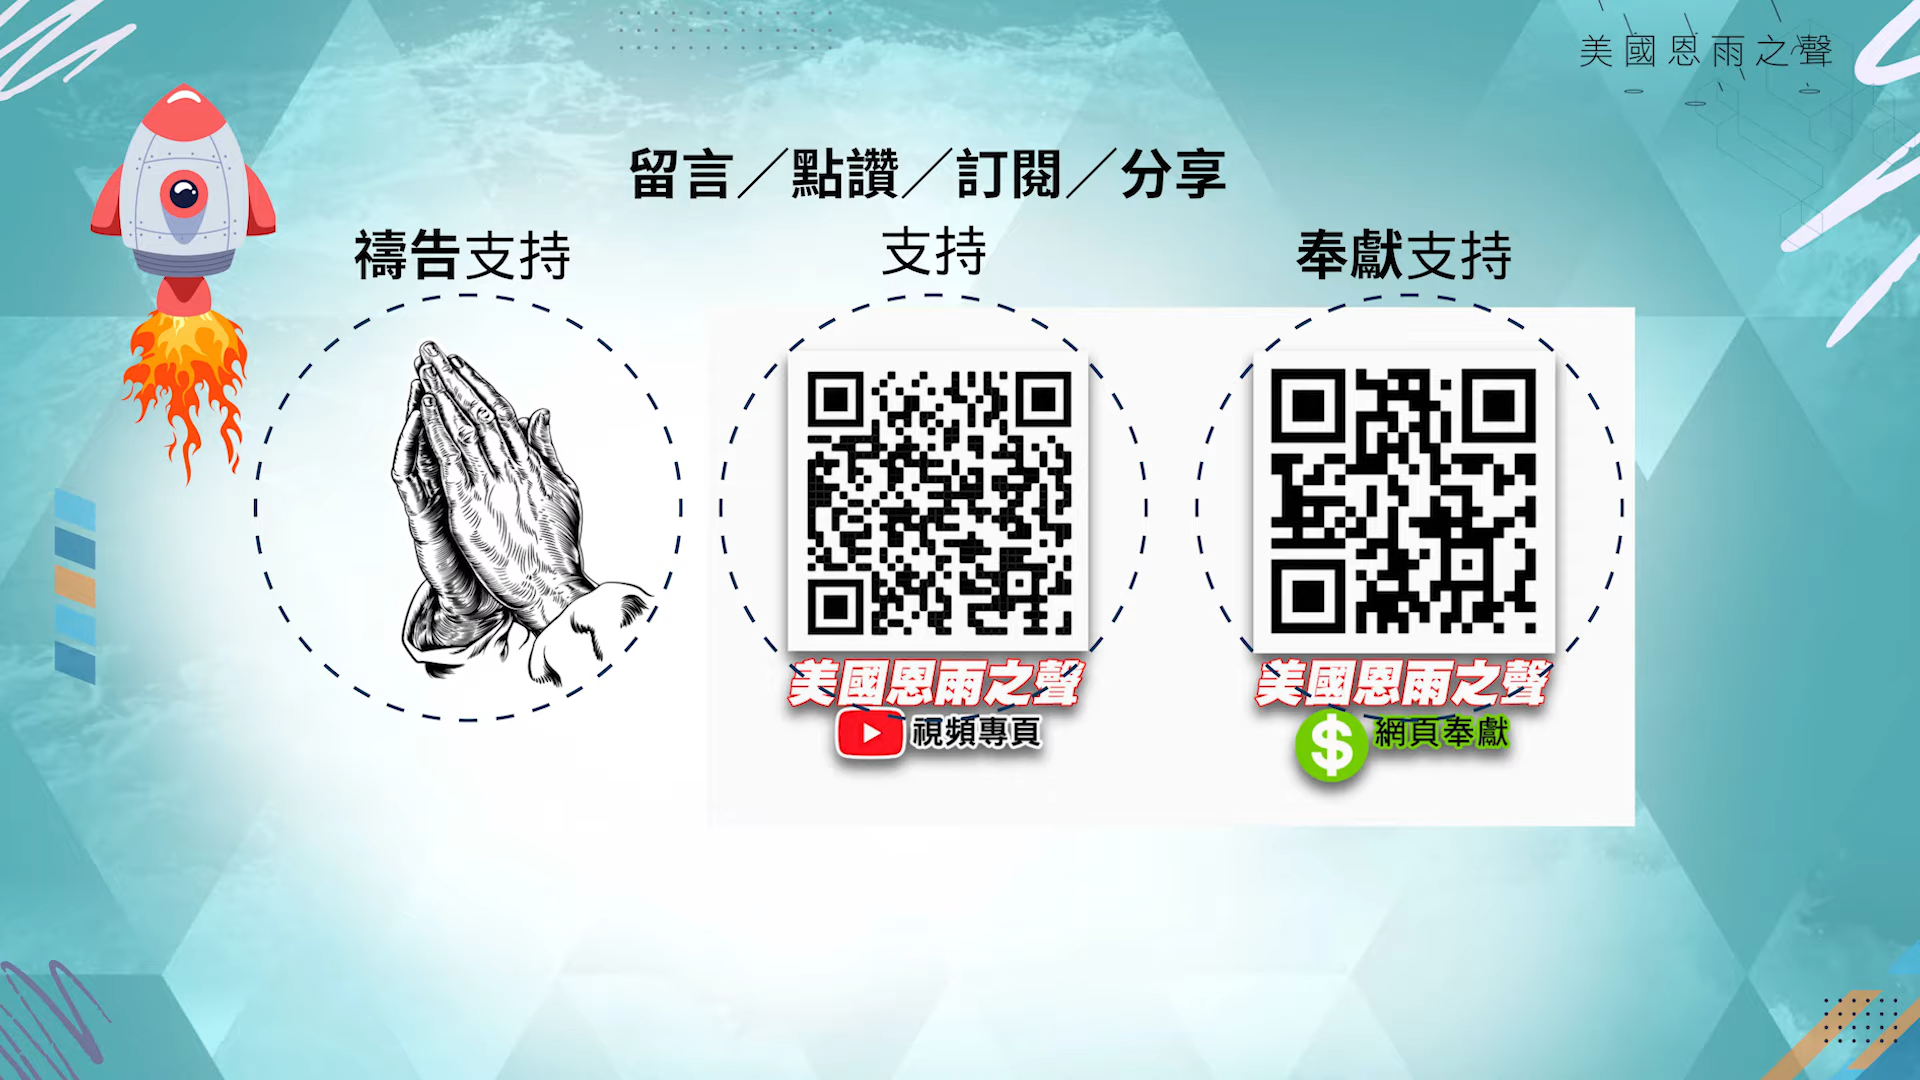 美國恩雨之聲
留言／點讚／訂閱／分享
禱告支持
支持
奉獻支持
美國恩雨之聲
視頻專頁
美國恩雨之聲
$ 網頁奉獻